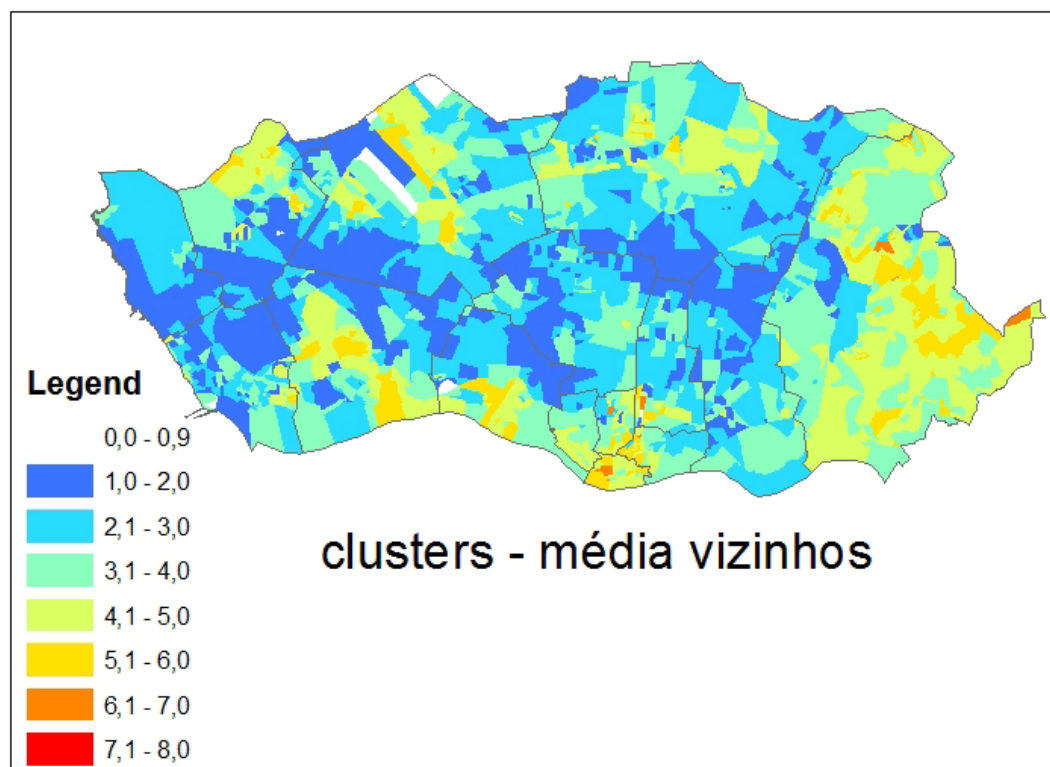 Legend
0,0 - 0,9
1,0 - 2,0
2,1 - 3,0
3,1 - 4,0
4,1 - 5,0
5,1 - 6,0
6,1 - 7,0
7,1 - 8,0
clusters - média vizinhos